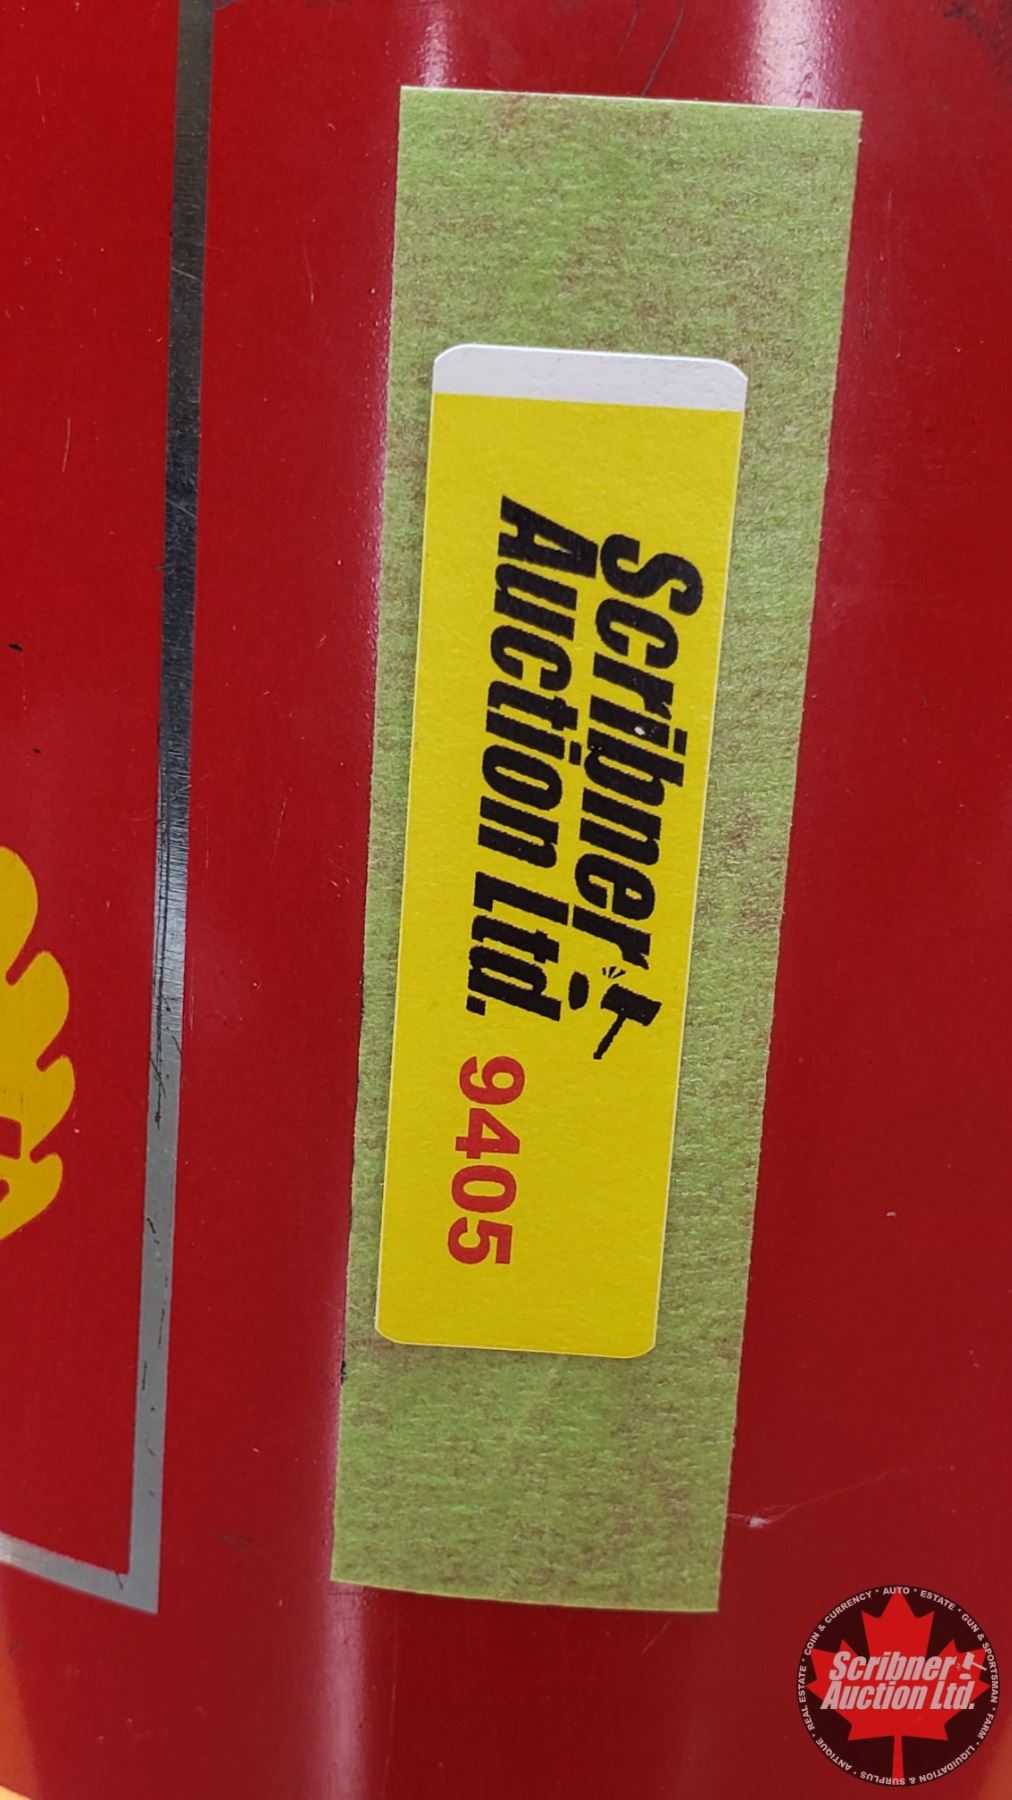 Scribner
Auction Ltd.
9405
COIN & CURRENCY • AUTO • ESTATE • GUN & SPORTSMAN • FARM • LIQUIDATION & SURPLUS • ANTIQUE • REAL ESTATE •
Scribner
Auction Ltd.